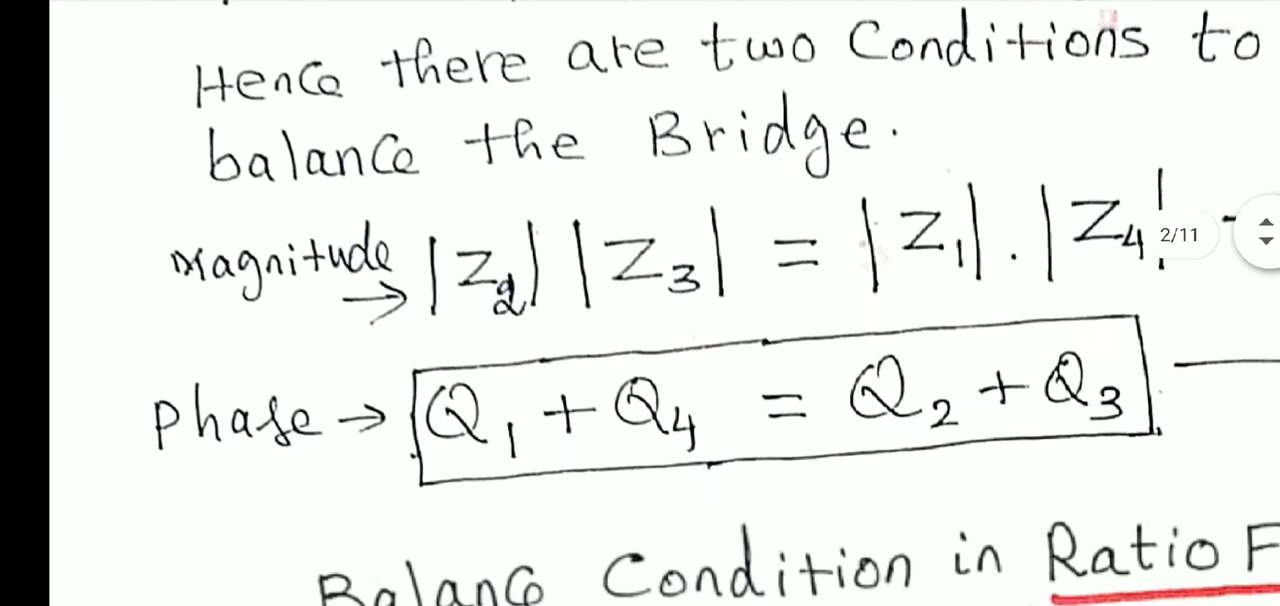 Hence there are two Conditions to
balance the Bridge.
Magnitude → |Z2| |Z3| = |Z1| . |Z4|
2/11
Phase → Q1 + Q4 = Q2 + Q3
Balance Condition in Ratio F